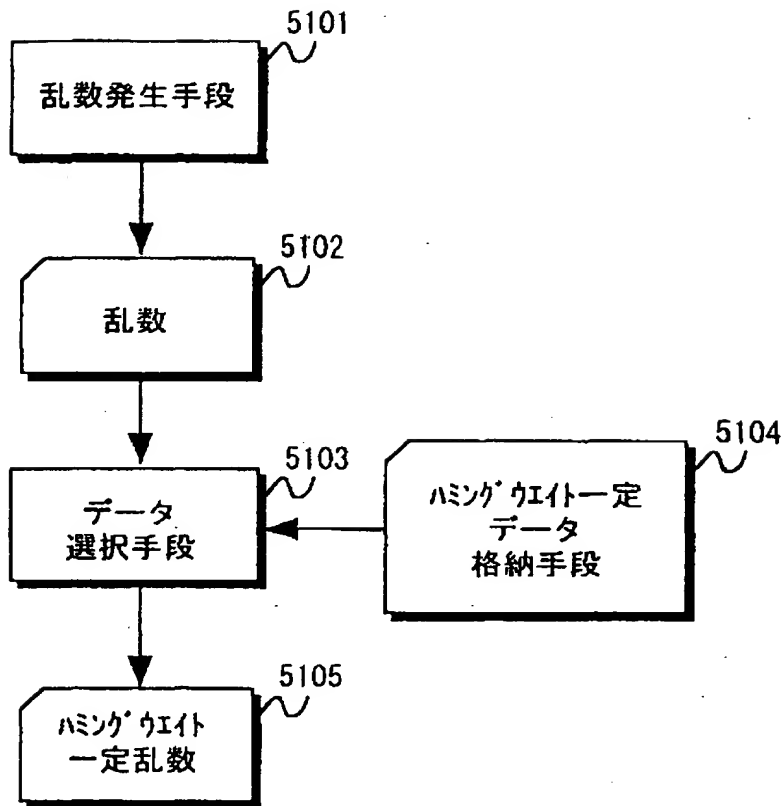 5101
乱数発生手段
5102
乱数
5103
データ
選択手段
5104
ﾊﾐﾝｸﾞｳｴｲﾄ一定
データ
格納手段
5105
ﾊﾐﾝｸﾞｳｴｲﾄ
一定乱数